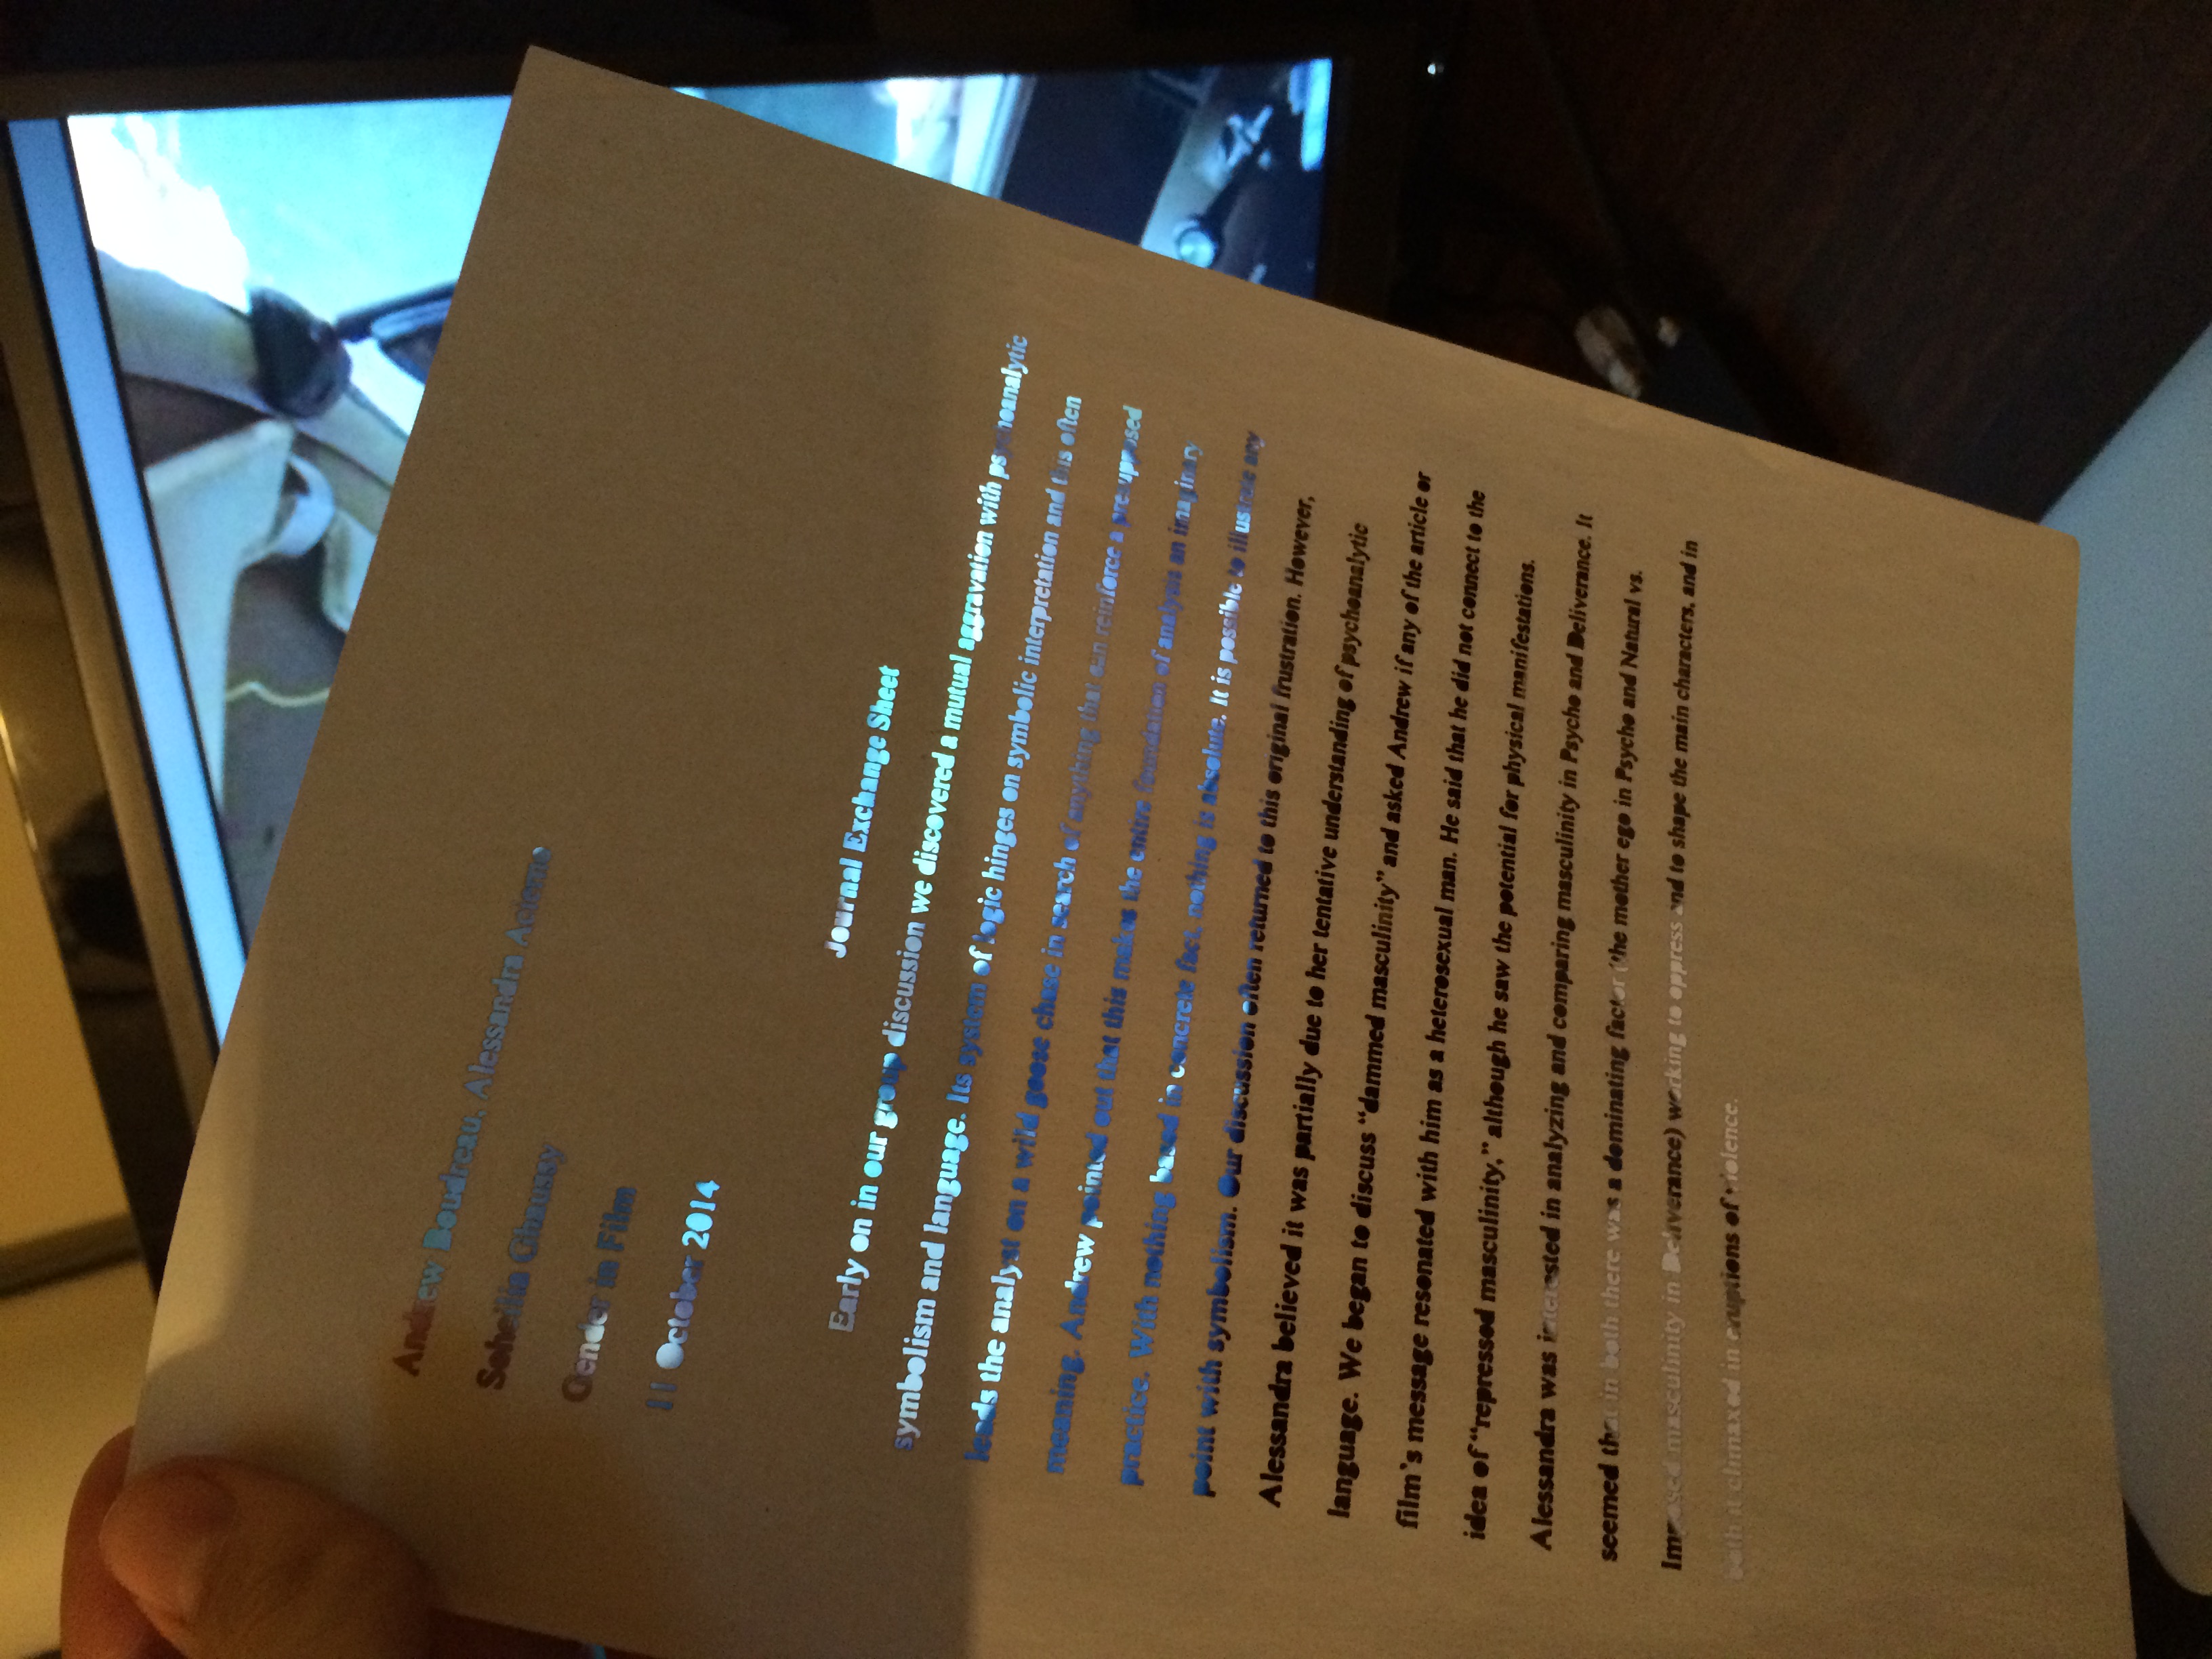 Andrew Boudreau, Alessandra Acierno
Soheilia Ghaussy
Gender in Film
11 October 2014
Journal Exchange Sheet
Early on in our group discussion we discovered a mutual aggravation with psychoanalytic
symbolism and language. Its system of logic hinges on symbolic interpretation and this often
leads the analyst on a wild goose chase in search of anything that can reinforce a presupposed
meaning. Andrew pointed out that this makes the entire foundation of analysis an imaginary
practice. With nothing based in concrete fact, nothing is absolute. It is possible to illustrate any
point with symbolism. Our discussion often returned to this original frustration. However,
Alessandra believed it was partially due to her tentative understanding of psychoanalytic
language. We began to discuss “dammed masculinity” and asked Andrew if any of the article or
film's message resonated with him as a heterosexual man. He said that he did not connect to the
idea of “repressed masculinity,” although he saw the potential for physical manifestations.
Alessandra was interested in analyzing and comparing masculinity in Psycho and Deliverance. It
seemed that in both there was a dominating factor (the mother ego in Psycho and Natural vs.
Imposed masculinity in Deliverance) working to oppress and to shape the main characters, and in
both it climaxed in eruptions of violence.